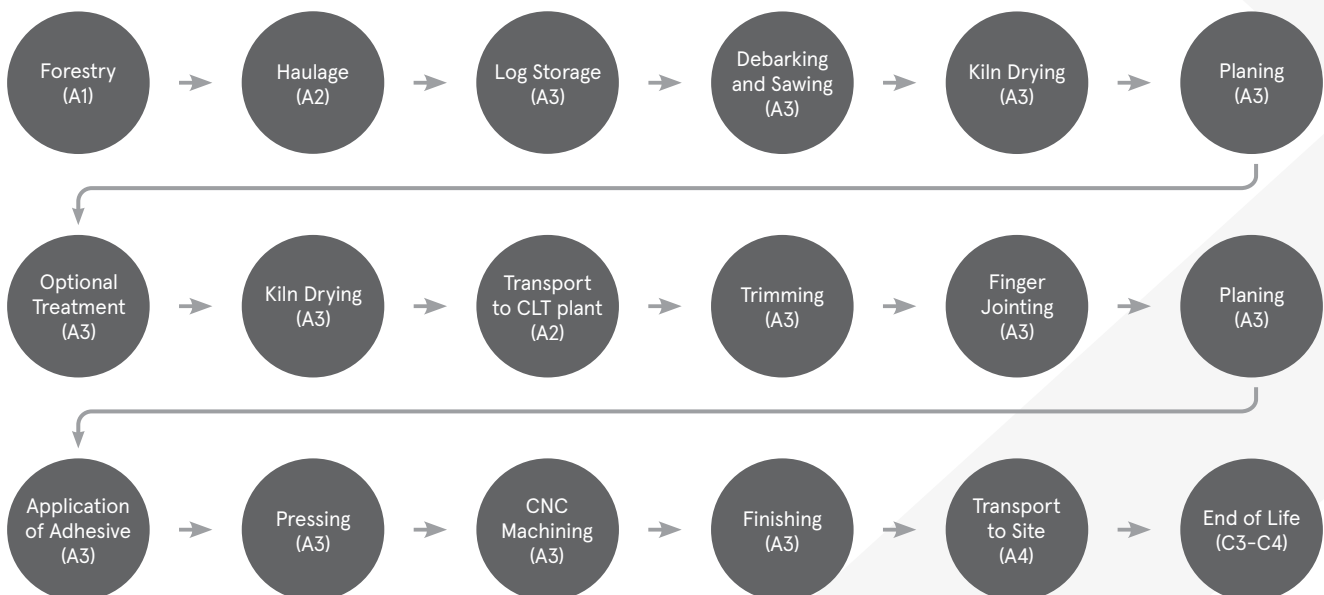 Forestry
(A1)
Haulage
(A2)
Log Storage
(A3)
Debarking
and Sawing
(A3)
Kiln Drying
(A3)
Planing
(A3)
Optional
Treatment
(A3)
Kiln Drying
(A3)
Transport
to CLT plant
(A2)
Trimming
(A3)
Finger
Jointing
(A3)
Planing
(A3)
Application
of Adhesive
(A3)
Pressing
(A3)
CNC
Machining
(A3)
Finishing
(A3)
Transport
to Site
(A4)
End of Life
(C3-C4)